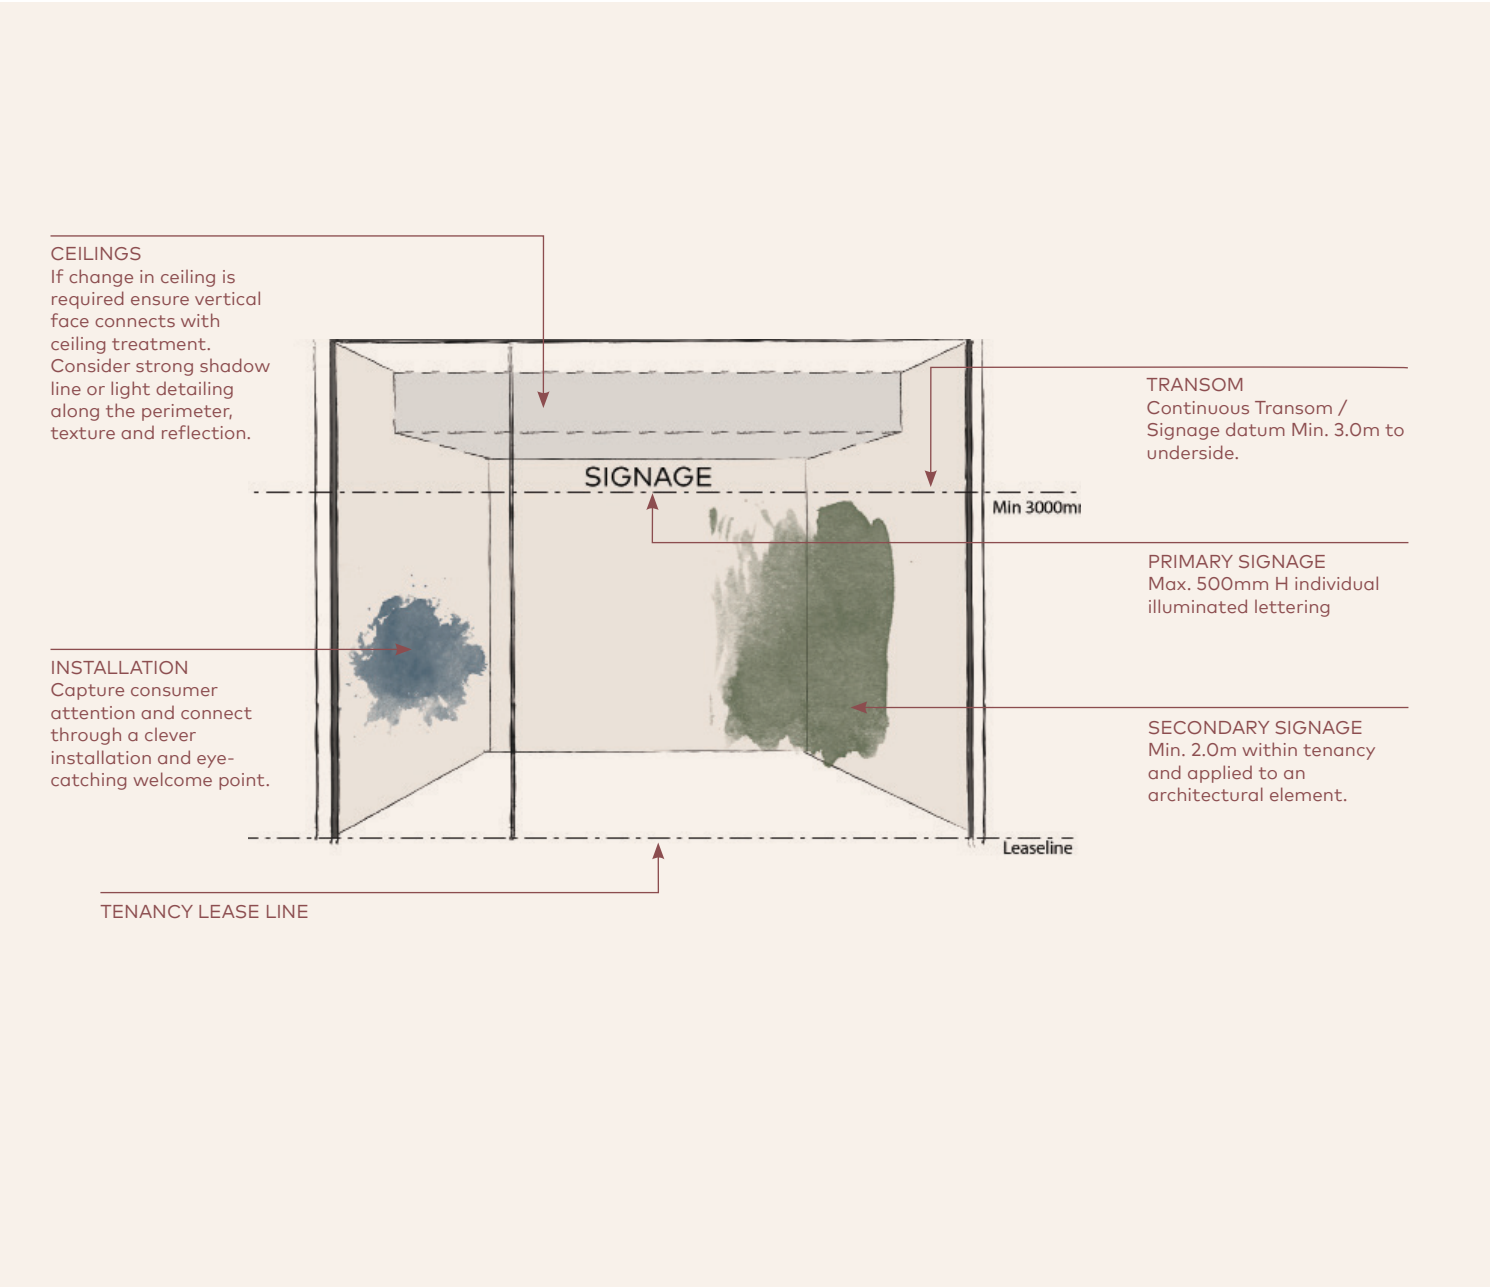 CEILINGS
If change in ceiling is
required ensure vertical
face connects with
ceiling treatment.
Consider strong shadow
line or light detailing
along the perimeter,
texture and reflection.
TRANSOM
Continuous Transom /
Signage datum Min. 3.0m to
underside.
SIGNAGE
Min 3000m
PRIMARY SIGNAGE
Max. 500mm H individual
illuminated lettering
INSTALLATION
Capture consumer
attention and connect
through a clever
installation and eye-
catching welcome point.
SECONDARY SIGNAGE
Min. 2.0m within tenancy
and applied to an
architectural element.
Leaseline
TENANCY LEASE LINE